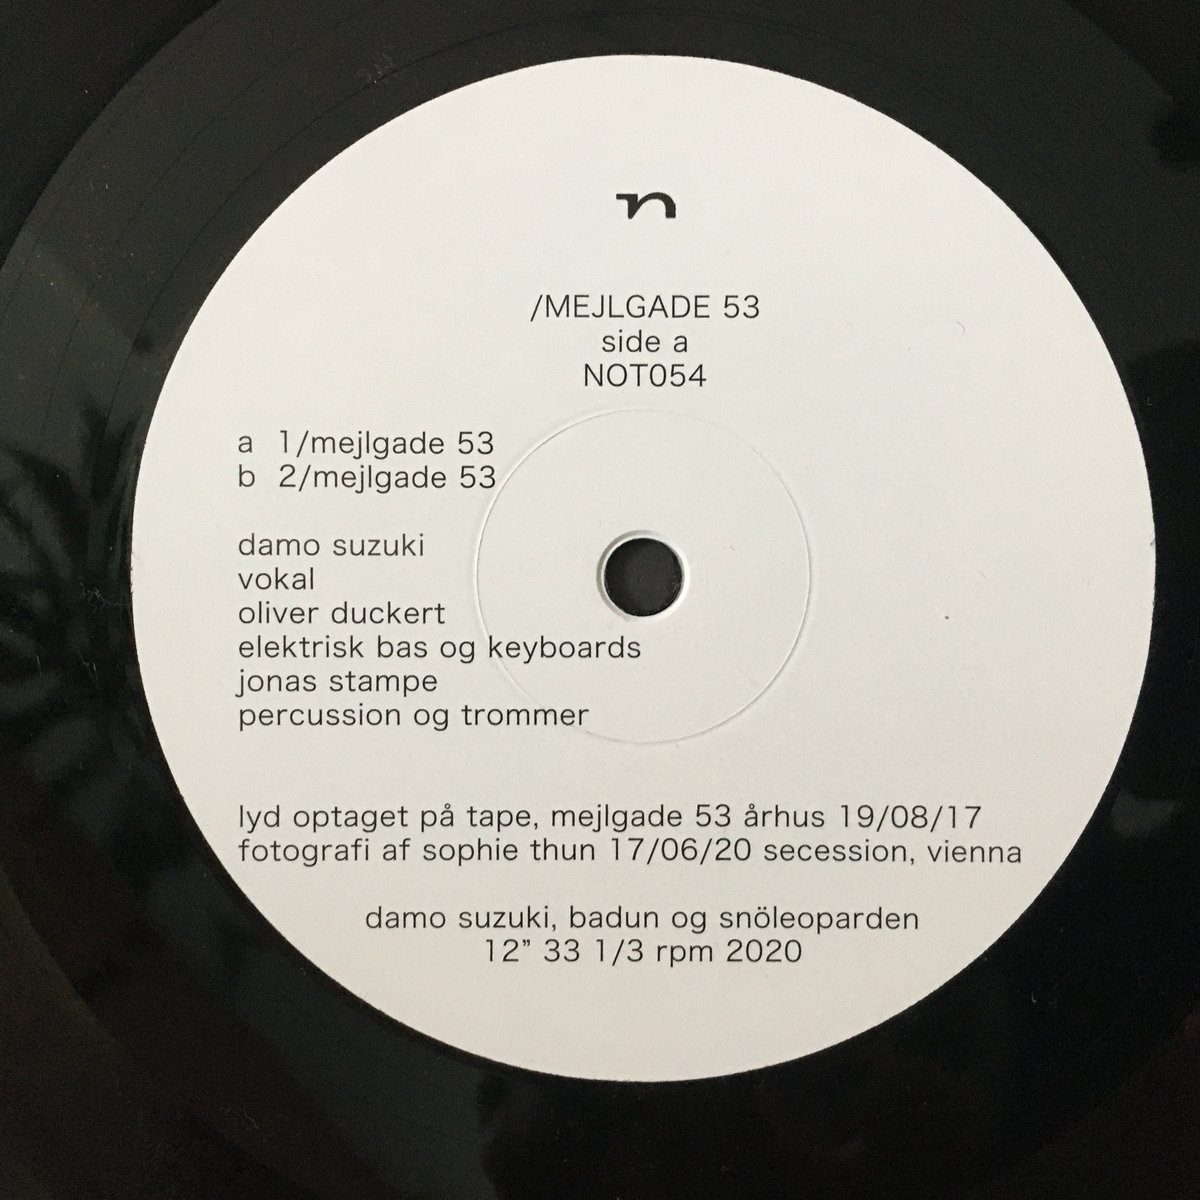 n
/MEJLGADE 53
side a
NOT054
a 1/mejlgade 53
b 2/mejlgade 53
damo suzuki
vokal
oliver duckert
elektrisk bas og keyboards
jonas stampe
percussion og trommer
lyd optaget på tape, mejlgade 53 århus 19/08/17
fotografi af sophie thun 17/06/20 secession, vienna
damo suzuki, badun og snöleoparden
12” 33 1/3 rpm 2020